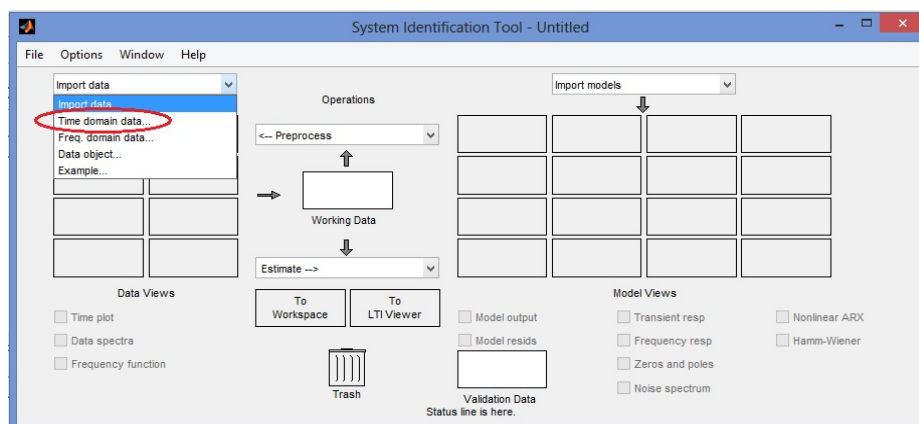 System Identification Tool - Untitled
File Options Window Help
Import data
Import data
Time domain data...
Freq. domain data...
Data object...
Example...
Operations
<-- Preprocess
Working Data
Estimate -->
To Workspace
To LTI Viewer
Import models
Data Views
Time plot
Data spectra
Frequency function
Trash
Model Views
Model output
Model resids
Transient resp
Frequency resp
Zeros and poles
Noise spectrum
Nonlinear ARX
Hamm-Wiener
Validation Data
Status line is here.